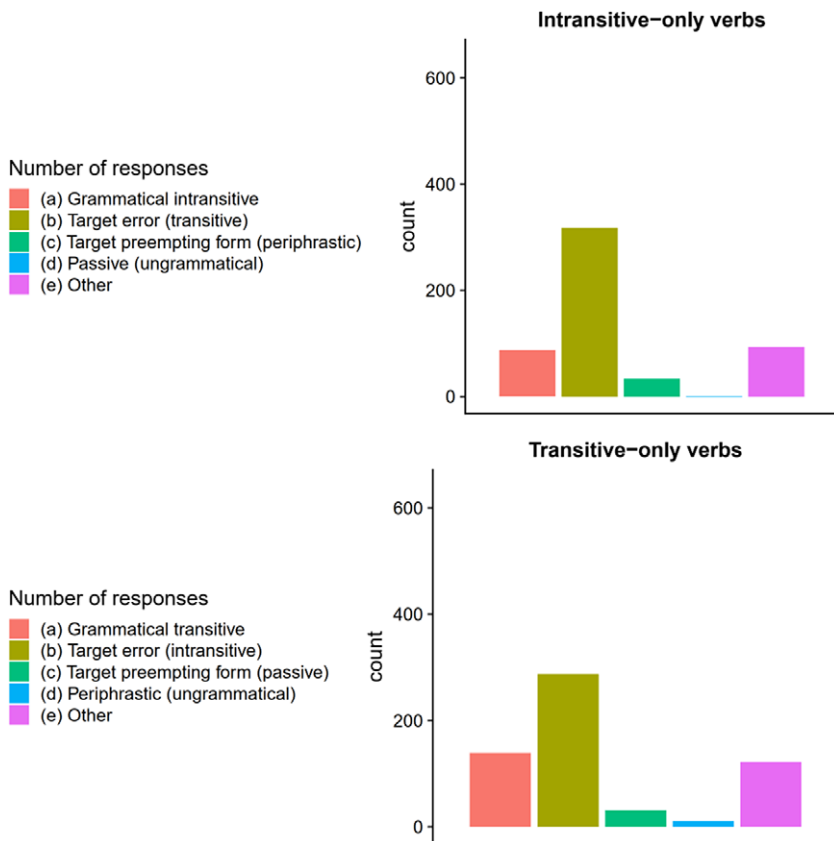 Intransitive−only verbs
Number of responses
(a) Grammatical intransitive
(b) Target error (transitive)
(c) Target preempting form (periphrastic)
(d) Passive (ungrammatical)
(e) Other
count
600
400
200
0
Transitive−only verbs
Number of responses
(a) Grammatical transitive
(b) Target error (intransitive)
(c) Target preempting form (passive)
(d) Periphrastic (ungrammatical)
(e) Other
count
600
400
200
0